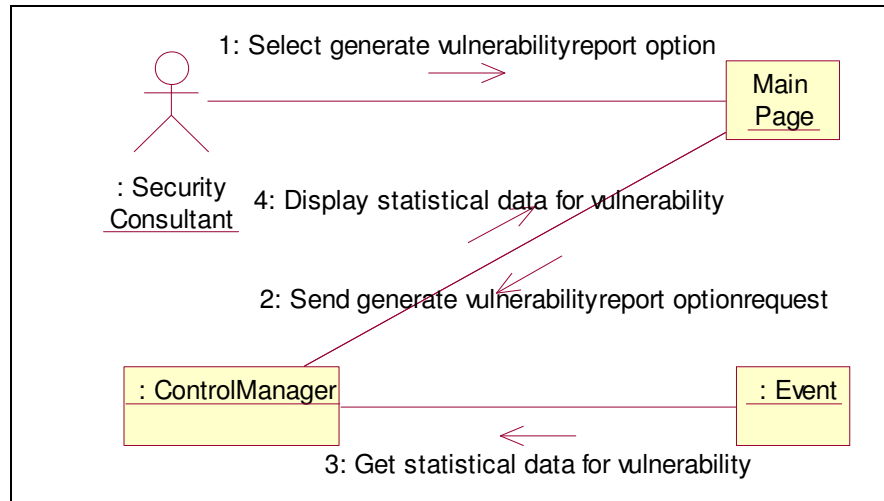 1: Select generate vulnerabilityreport option
Main
Page
: Security
Consultant
4: Display statistical data for vulnerability
2: Send generate vulnerabilityreport optionrequest
: ControlManager
: Event
3: Get statistical data for vulnerability